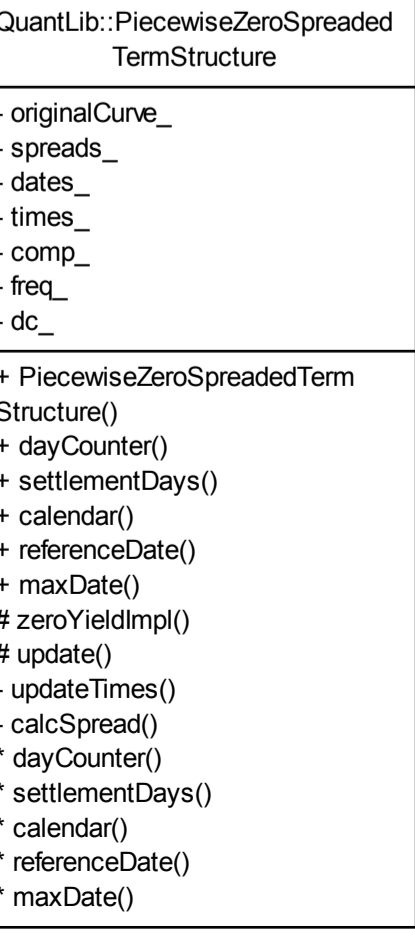 QuantLib::PiecewiseZeroSpreaded
TermStructure
- originalCurve_
- spreads_
- dates_
- times_
- comp_
- freq_
- dc_
+ PiecewiseZeroSpreadedTerm
Structure()
+ dayCounter()
+ settlementDays()
+ calendar()
+ referenceDate()
+ maxDate()
# zeroYieldImpl()
# update()
- updateTimes()
- calcSpread()
* dayCounter()
* settlementDays()
* calendar()
* referenceDate()
* maxDate()